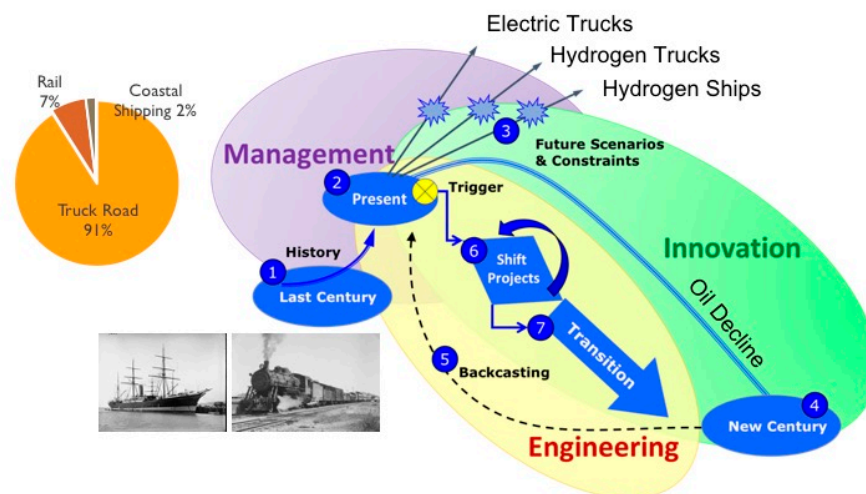 Electric Trucks
Hydrogen Trucks
Hydrogen Ships
Rail
7%
Coastal
Shipping 2%
Truck Road
91%
Management
3
Future Scenarios
& Constraints
2
Present
Trigger
Innovation
1
History
Last Century
6
Shift
Projects
7
Transition
Oil Decline
5
Backcasting
4
New Century
Engineering